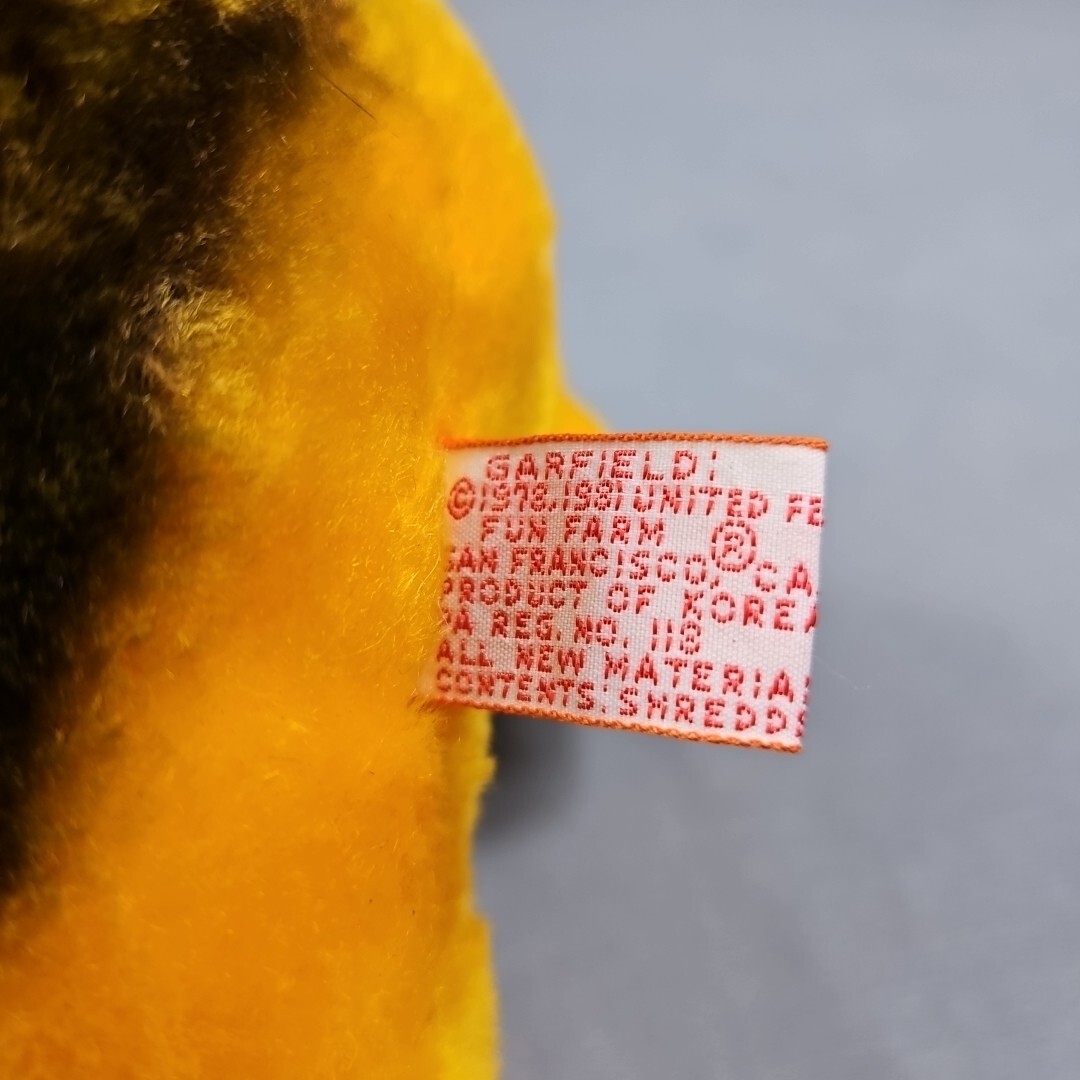 GARFIELD:
©1978,1981 UNITED FE
FUN FARM ®
SAN FRANCISCO, CA
PRODUCT OF KOREA
PA REG. NO. 118
ALL NEW MATERIA
CONTENTS: SHREDD